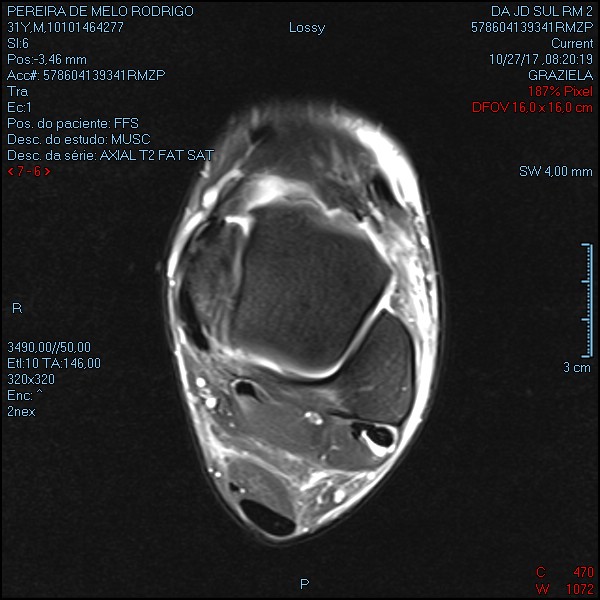 PEREIRA DE MELO RODRIGO
31Y,M,10101464277
Sl:6
Pos:-3,46 mm
Acc#: 578604139341RMZP
Tra
Ec:1
Pos. do paciente: FFS
Desc. do estudo: MUSC
Desc. da série: AXIAL T2 FAT SAT
< 7 - 6 >
Lossy
DA JD SUL RM 2
578604139341RMZP
Current
10/27/17 ,08:20:19
GRAZIELA
187% Pixel
DFOV 16,0 x 16,0 cm
SW 4,00 mm
R
3490,00//50,00
Etl:10 TA:146,00
320x320
Enc: ^
2nex
3 cm
P
C 470
W 1072